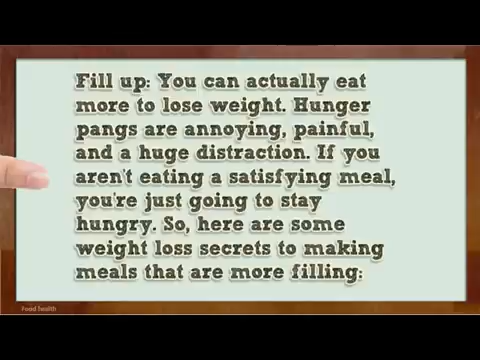 Fill up: You can actually eat
more to lose weight. Hunger
pangs are annoying, painful,
and a huge distraction. If you
aren't eating a satisfying meal,
you're just going to stay
hungry. So, here are some
weight loss secrets to making
meals that are more filling:
Food health